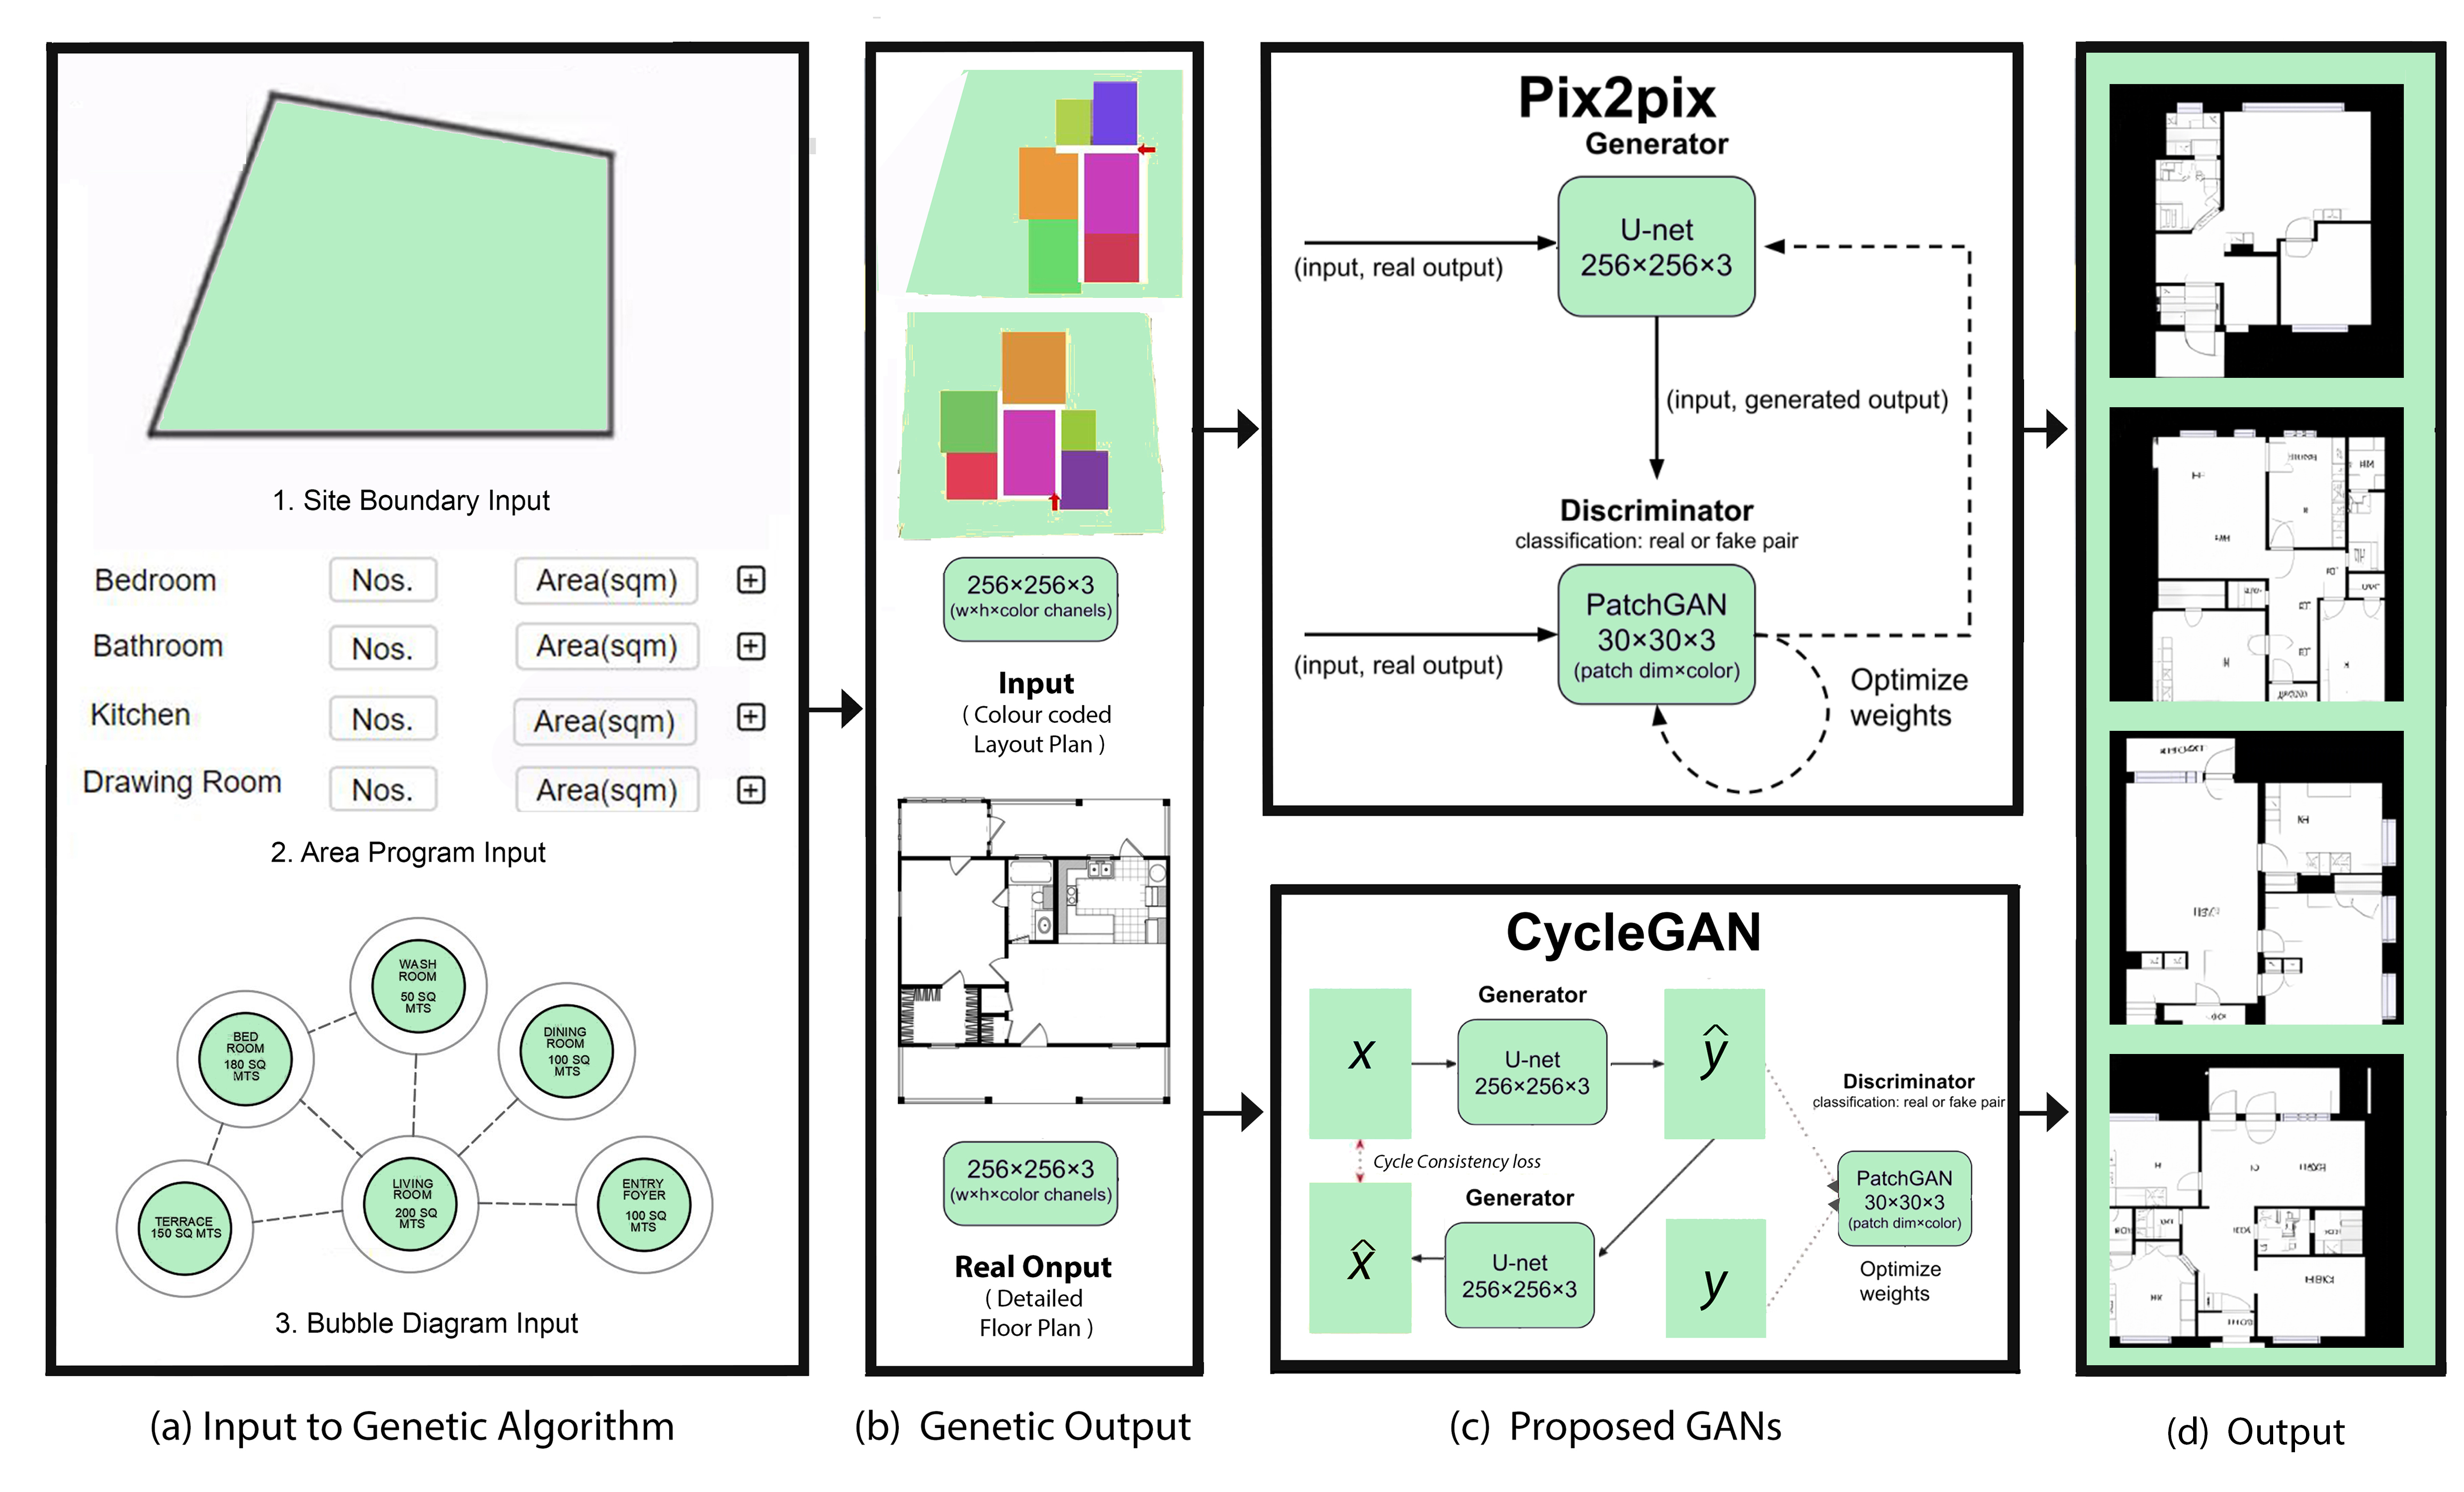 1. Site Boundary Input
Bedroom Nos. Area(sqm)
Bathroom Nos. Area(sqm)
Kitchen Nos. Area(sqm)
Drawing Room Nos. Area(sqm)
2. Area Program Input
WASH
ROOM
50 SQ
MTS
BED
ROOM
180 SQ
MTS
DINING
ROOM
100 SQ
MTS
TERRACE
150 SQ MTS
LIVING
ROOM
200 SQ
MTS
ENTRY
FOYER
100 SQ
MTS
3. Bubble Diagram Input
(a) Input to Genetic Algorithm
256×256×3
(w×h×color chanels)
Input
( Colour coded
Layout Plan )
256×256×3
(w×h×color chanels)
Real Onput
( Detailed
Floor Plan )
(b) Genetic Output
Pix2pix
Generator
U-net
256×256×3
(input, real output)
(input, generated output)
Discriminator
classification: real or fake pair
PatchGAN
30×30×3
(patch dim×color)
(input, real output)
Optimize
weights
CycleGAN
x
Generator
U-net
256×256×3
ŷ
Discriminator
classification: real or fake pair
Cycle Consistency loss
PatchGAN
30×30×3
(patch dim×color)
Generator
x̂
U-net
256×256×3
y
Optimize
weights
(c) Proposed GANs
(d) Output